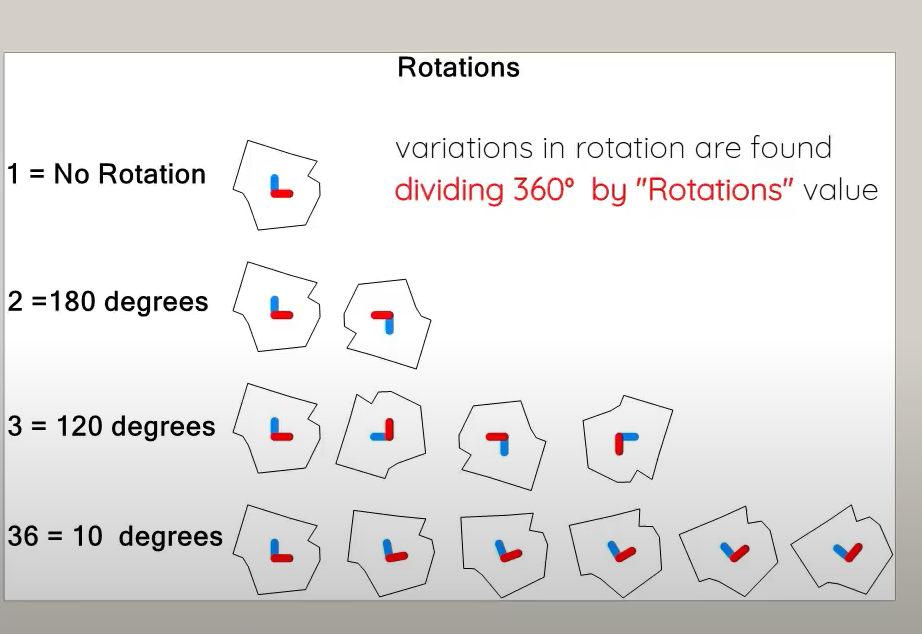 Rotations
1 = No Rotation
variations in rotation are found
dividing 360° by "Rotations" value
2 =180 degrees
3 = 120 degrees
36 = 10 degrees